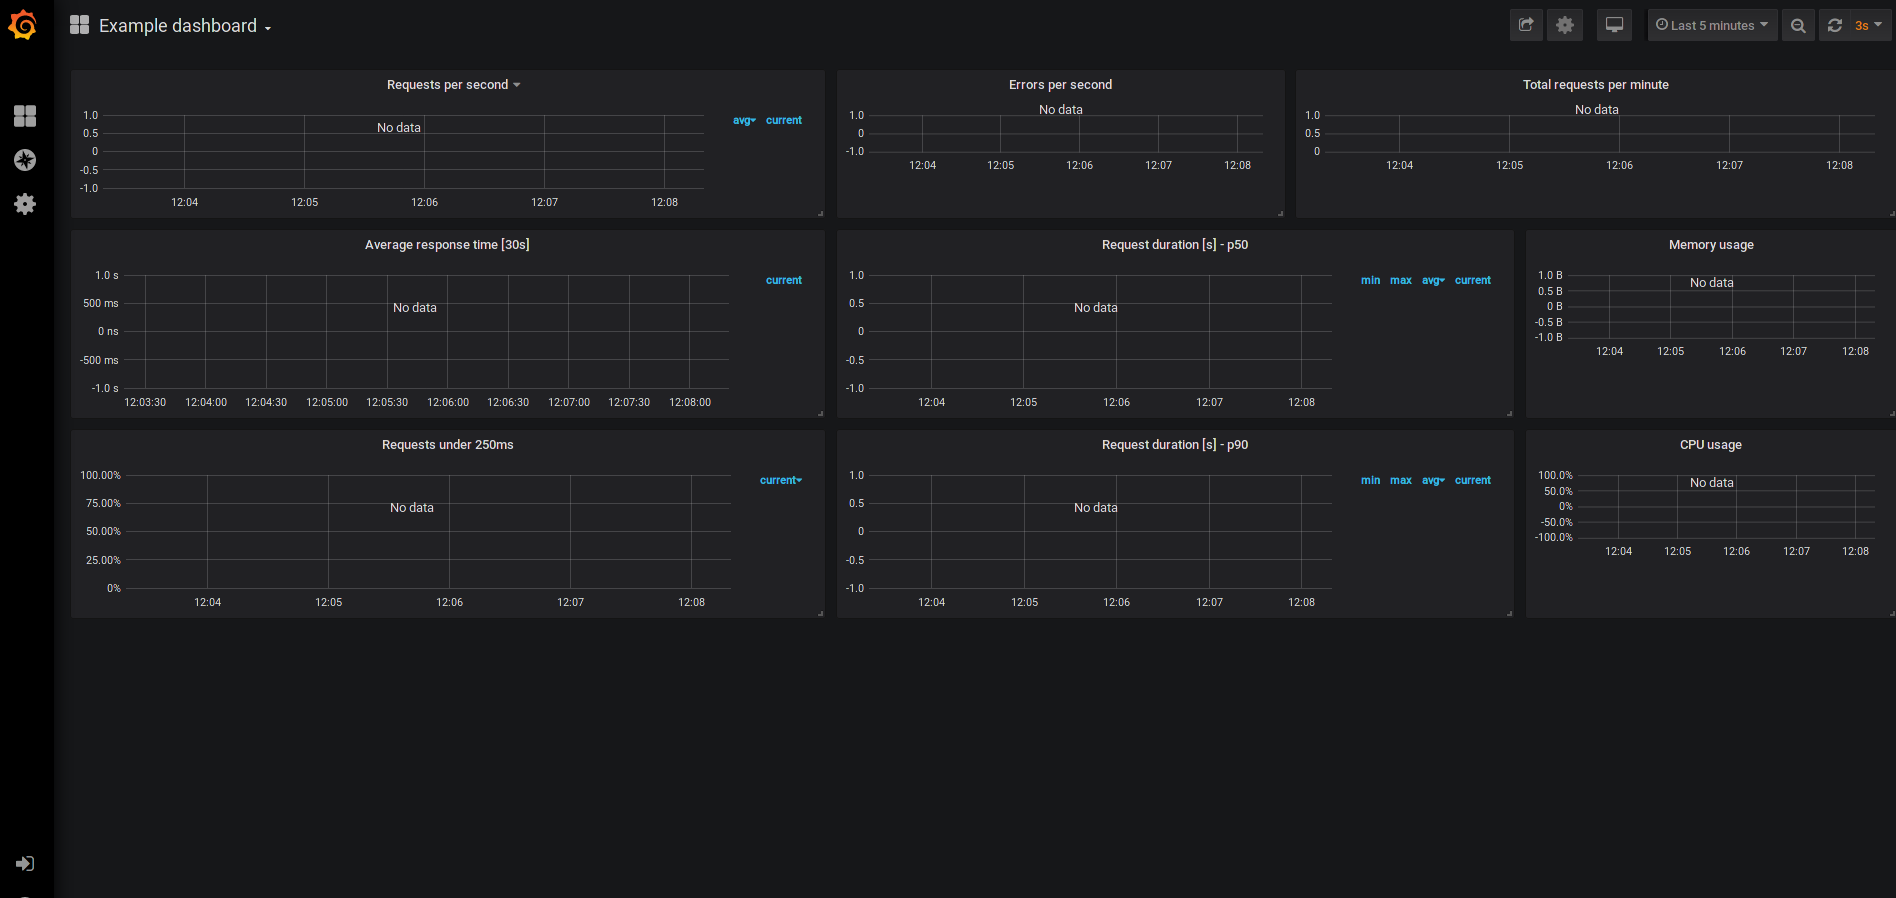 Example dashboard
Last 5 minutes
3s
Requests per second
1.0
0.5
0
-0.5
-1.0
No data
12:04 12:05 12:06 12:07 12:08
avg current
Errors per second
No data
1.0
0
-1.0
12:04 12:05 12:06 12:07 12:08
Total requests per minute
No data
1.0
0.5
0
12:04 12:05 12:06 12:07 12:08
Average response time [30s]
1.0 s
500 ms
0 ns
-500 ms
-1.0 s
No data
12:03:30 12:04:00 12:04:30 12:05:00 12:05:30 12:06:00 12:06:30 12:07:00 12:07:30 12:08:00
current
Request duration [s] - p50
1.0
0.5
0
-0.5
-1.0
No data
12:04 12:05 12:06 12:07 12:08
min max avg current
Memory usage
1.0 B
0.5 B
0 B
-0.5 B
-1.0 B
No data
12:04 12:05 12:06 12:07 12:08
Requests under 250ms
100.00%
75.00%
50.00%
25.00%
0%
No data
12:04 12:05 12:06 12:07 12:08
current
Request duration [s] - p90
1.0
0.5
0
-0.5
-1.0
No data
12:04 12:05 12:06 12:07 12:08
min max avg current
CPU usage
100.0%
50.0%
0%
-50.0%
-100.0%
No data
12:04 12:05 12:06 12:07 12:08